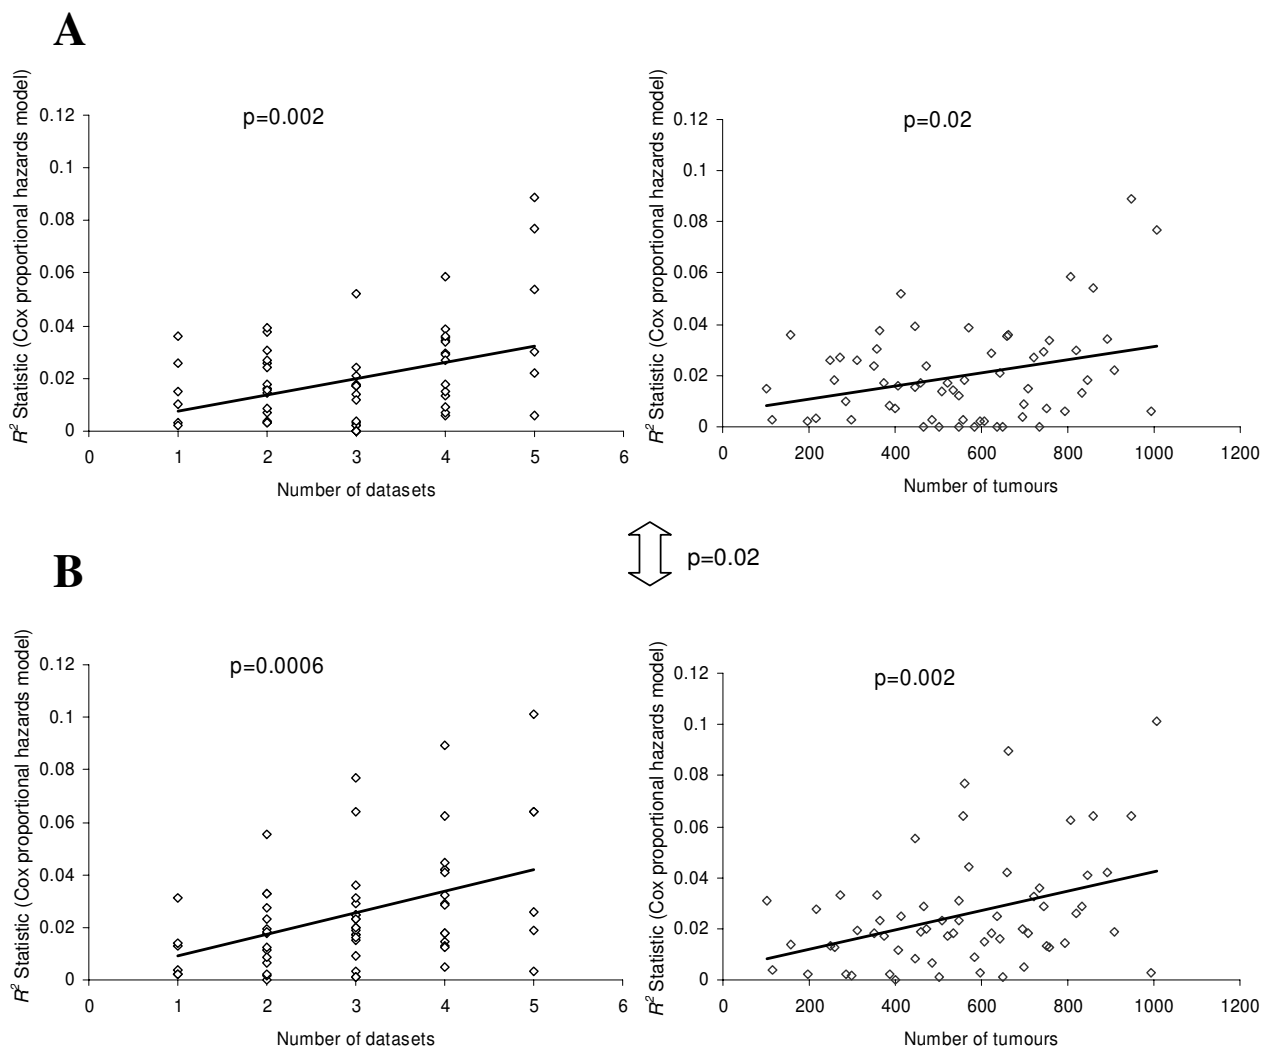 A
R² Statistic (Cox proportional hazards model)
p=0.002
0.12
0.1
0.08
0.06
0.04
0.02
0
0 1 2 3 4 5 6
Number of datasets
R² Statistic (Cox proportional hazards model)
p=0.02
0.12
0.1
0.08
0.06
0.04
0.02
0
0 200 400 600 800 1000 1200
Number of tumours
p=0.02
B
R² Statistic (Cox proportional hazards model)
p=0.0006
0.12
0.1
0.08
0.06
0.04
0.02
0
0 1 2 3 4 5 6
Number of datasets
R² Statistic (Cox proportional hazards model)
p=0.002
0.12
0.1
0.08
0.06
0.04
0.02
0
0 200 400 600 800 1000 1200
Number of tumours